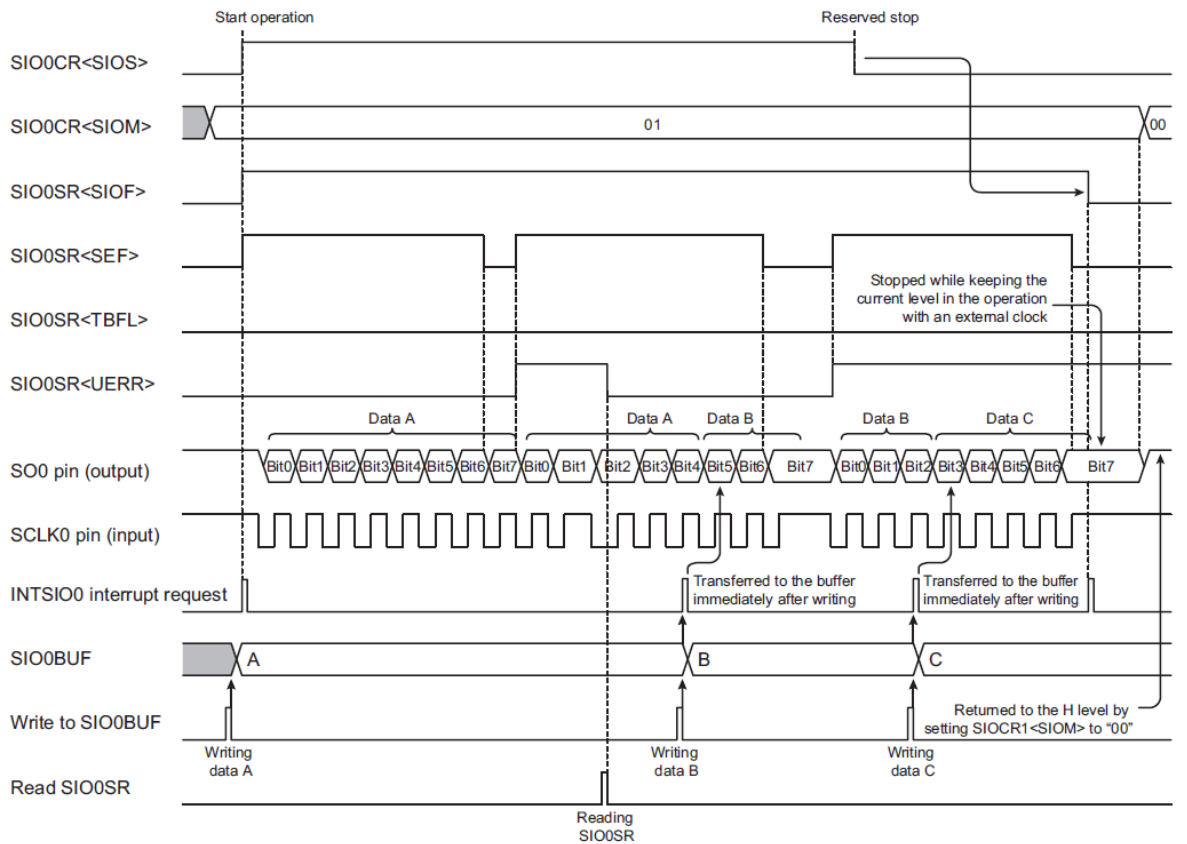 Start operation
Reserved stop
SIO0CR<SIOS>
SIO0CR<SIOM>
01
00
SIO0SR<SIOF>
SIO0SR<SEF>
Stopped while keeping the
current level in the operation
with an external clock
SIO0SR<TBFL>
SIO0SR<UERR>
Data A
Data A
Data B
Data B
Data C
SO0 pin (output)
Bit0 Bit1 Bit2 Bit3 Bit4 Bit5 Bit6 Bit7 Bit0 Bit1 Bit2 Bit3 Bit4 Bit5 Bit6 Bit7 Bit0 Bit1 Bit2 Bit3 Bit4 Bit5 Bit6 Bit7
SCLK0 pin (input)
INTSIO0 interrupt request
Transferred to the buffer
immediately after writing
Transferred to the buffer
immediately after writing
SIO0BUF
A
B
C
Write to SIO0BUF
Returned to the H level by
setting SIOCR1<SIOM> to “00”
Writing
data A
Writing
data B
Writing
data C
Read SIO0SR
Reading
SIO0SR